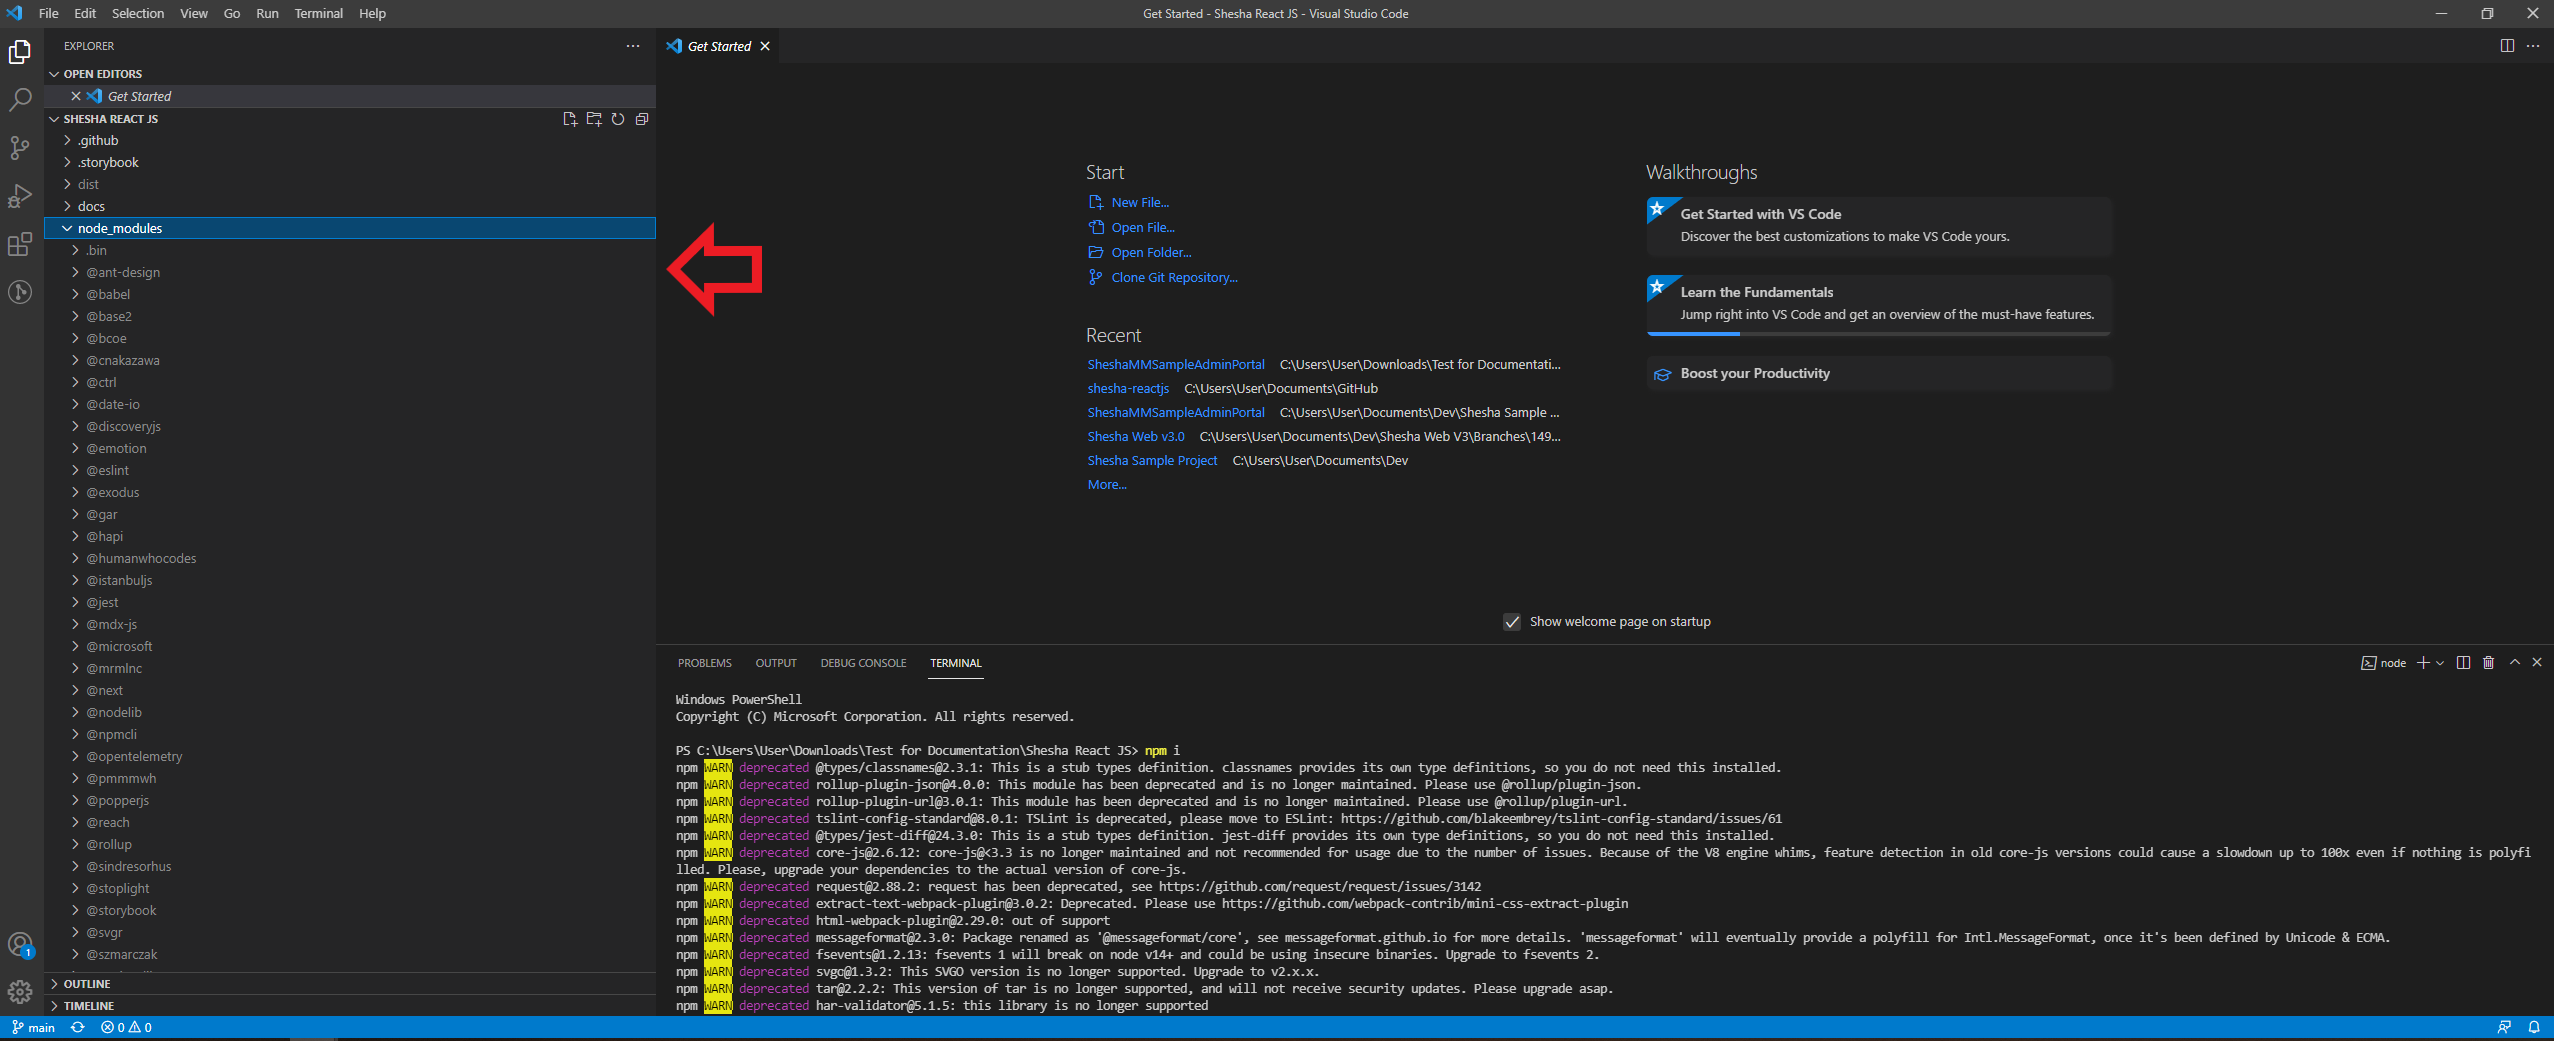 File Edit Selection View Go Run Terminal Help
Get Started - Shesha React JS - Visual Studio Code
EXPLORER
OPEN EDITORS
Get Started
SHESHA REACT JS
.github
.storybook
dist
docs
node_modules
.bin
@ant-design
@babel
@base2
@bcoe
@cnakazawa
@ctrl
@date-io
@discoveryjs
@emotion
@eslint
@exodus
@gar
@hapi
@humanwhocodes
@istanbuljs
@jest
@mdx-js
@microsoft
@mrmlnc
@next
@nodelib
@npmcli
@opentelemetry
@pmmmwh
@popperjs
@reach
@rollup
@sindresorhus
@stoplight
@storybook
@svgr
@szmarczak
OUTLINE
TIMELINE
Get Started
Start
New File...
Open File...
Open Folder...
Clone Git Repository...
Recent
SheshaMMSampleAdminPortal C:\Users\User\Downloads\Test for Documentati...
shesha-reactjs C:\Users\User\Documents\GitHub
SheshaMMSampleAdminPortal C:\Users\User\Documents\Dev\Shesha Sample ...
Shesha Web v3.0 C:\Users\User\Documents\Dev\Shesha Web V3\Branches\149...
Shesha Sample Project C:\Users\User\Documents\Dev
More...
Walkthroughs
Get Started with VS Code
Discover the best customizations to make VS Code yours.
Learn the Fundamentals
Jump right into VS Code and get an overview of the must-have features.
Boost your Productivity
Show welcome page on startup
PROBLEMS OUTPUT DEBUG CONSOLE TERMINAL
node
Windows PowerShell
Copyright (C) Microsoft Corporation. All rights reserved.
PS C:\Users\User\Downloads\Test for Documentation\Shesha React JS> npm i
npm WARN deprecated @types/classnames@2.3.1: This is a stub types definition. classnames provides its own type definitions, so you do not need this installed.
npm WARN deprecated rollup-plugin-json@4.0.0: This module has been deprecated and is no longer maintained. Please use @rollup/plugin-json.
npm WARN deprecated rollup-plugin-url@3.0.1: This module has been deprecated and is no longer maintained. Please use @rollup/plugin-url.
npm WARN deprecated tslint-config-standard@8.0.1: TSLint is deprecated, please move to ESLint: https://github.com/blakeembrey/tslint-config-standard/issues/61
npm WARN deprecated @types/jest-diff@24.3.0: This is a stub types definition. jest-diff provides its own type definitions, so you do not need this installed.
npm WARN deprecated core-js@2.6.12: core-js@<3.3 is no longer maintained and not recommended for usage due to the number of issues. Because of the V8 engine whims, feature detection in old core-js versions could cause a slowdown up to 100x even if nothing is polyfi
lled. Please, upgrade your dependencies to the actual version of core-js.
npm WARN deprecated request@2.88.2: request has been deprecated, see https://github.com/request/request/issues/3142
npm WARN deprecated extract-text-webpack-plugin@3.0.2: Deprecated. Please use https://github.com/webpack-contrib/mini-css-extract-plugin
npm WARN deprecated html-webpack-plugin@2.29.0: out of support
npm WARN deprecated messageformat@2.3.0: Package renamed as '@messageformat/core', see messageformat.github.io for more details. 'messageformat' will eventually provide a polyfill for Intl.MessageFormat, once it's been defined by Unicode & ECMA.
npm WARN deprecated fsevents@1.2.13: fsevents 1 will break on node v14+ and could be using insecure binaries. Upgrade to fsevents 2.
npm WARN deprecated svgo@1.3.2: This SVGO version is no longer supported. Upgrade to v2.x.x.
npm WARN deprecated tar@2.2.2: This version of tar is no longer supported, and will not receive security updates. Please upgrade asap.
npm WARN deprecated har-validator@5.1.5: this library is no longer supported
1
main 0 0